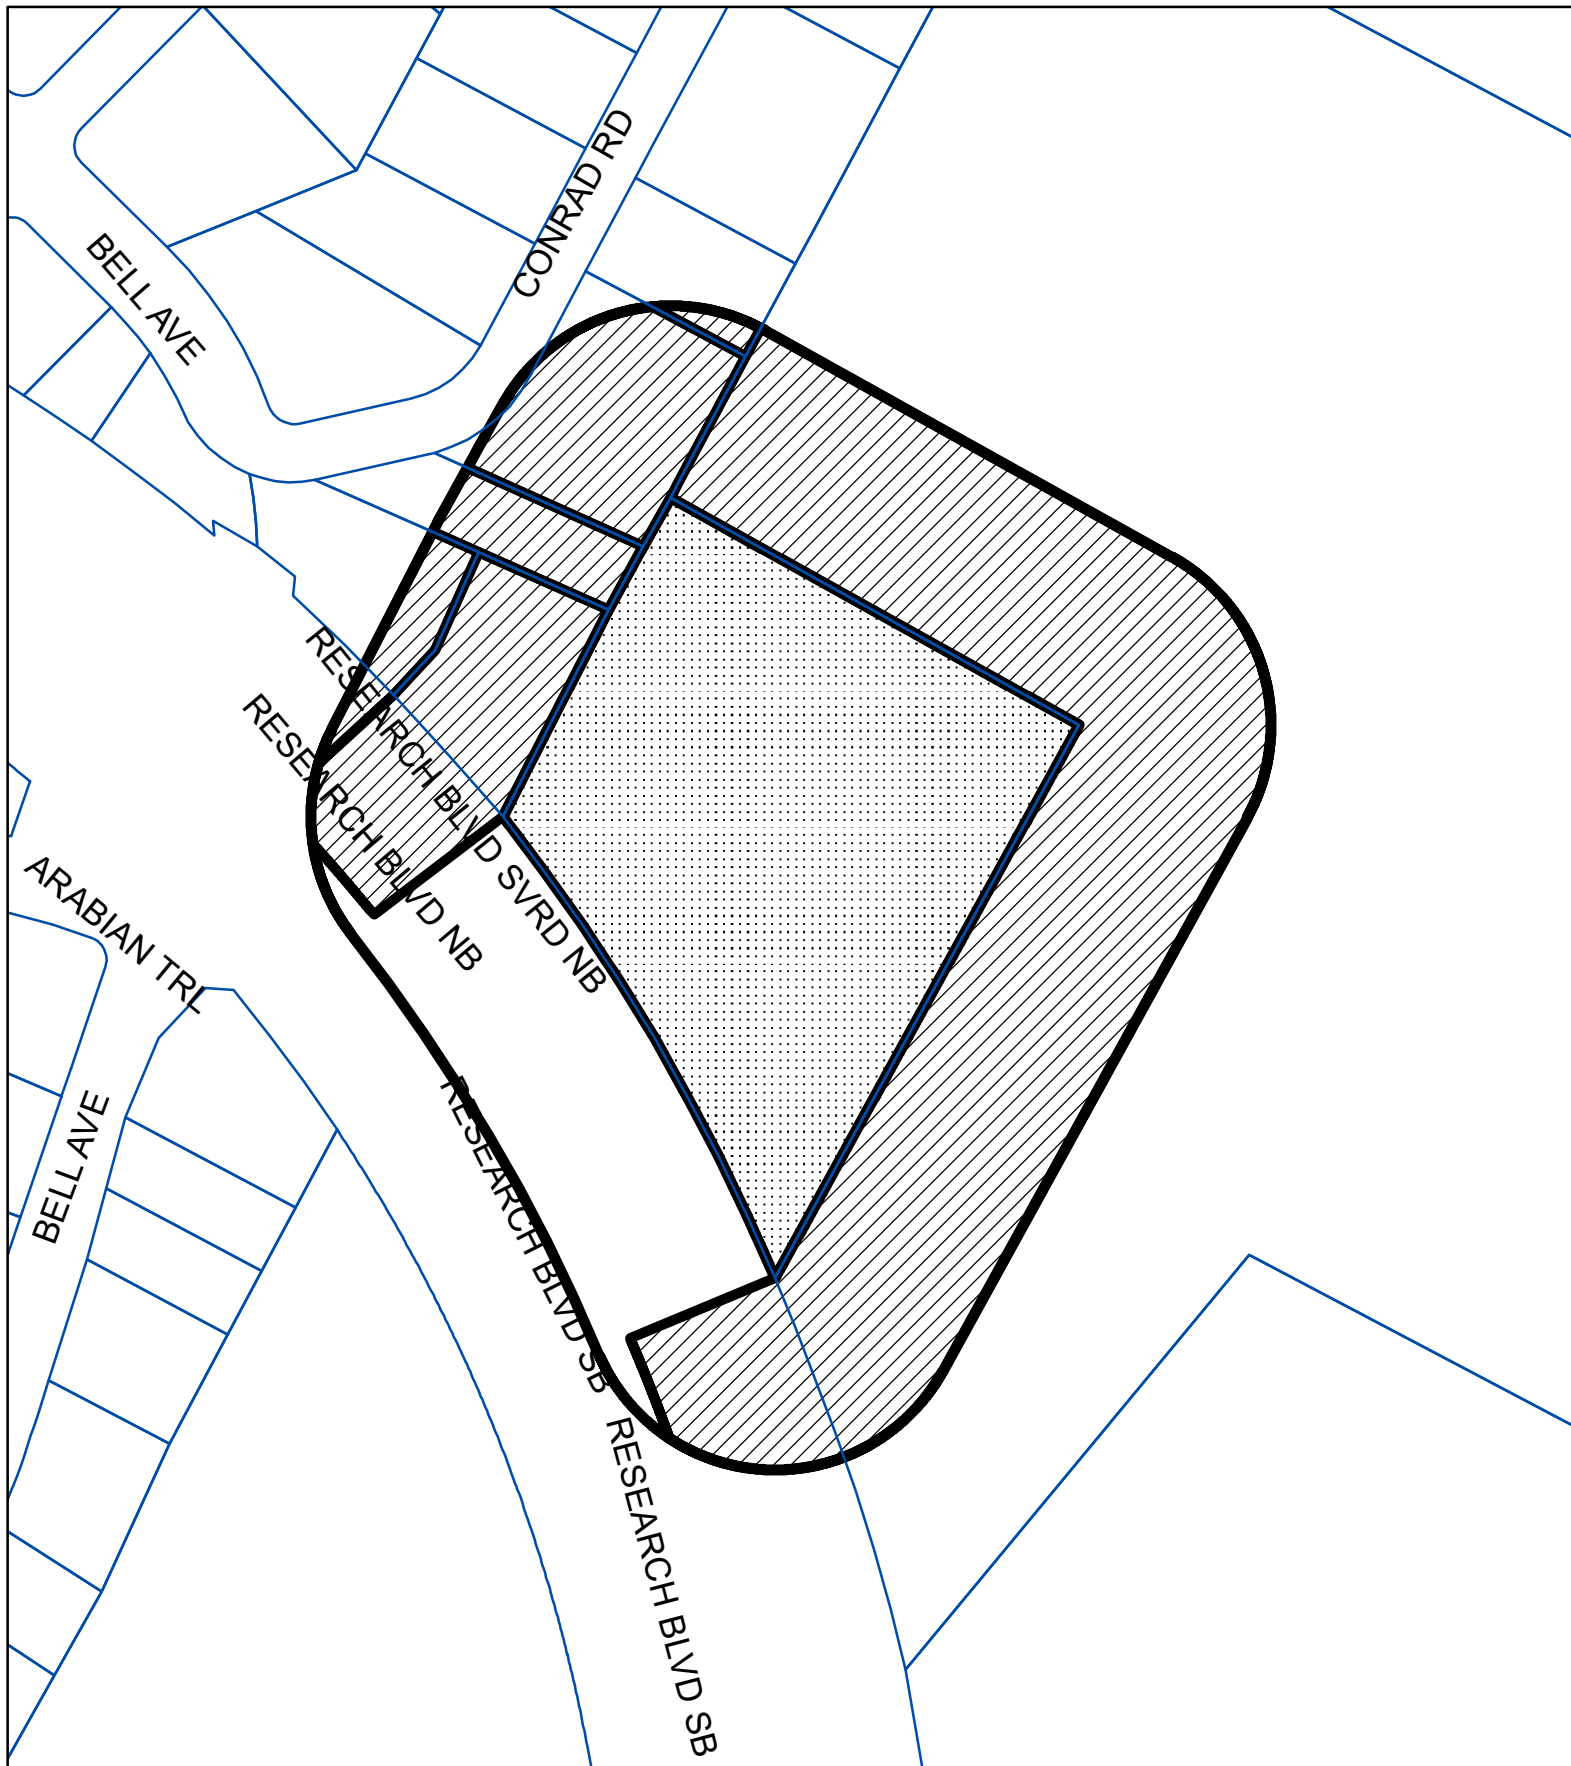 CONRAD RD
BELL AVE
RESEARCH BLVD SVRD NB
RESEARCH BLVD NB
ARABIAN TRL
BELL AVE
RESEARCH BLVD SB
RESEARCH BLVD SB